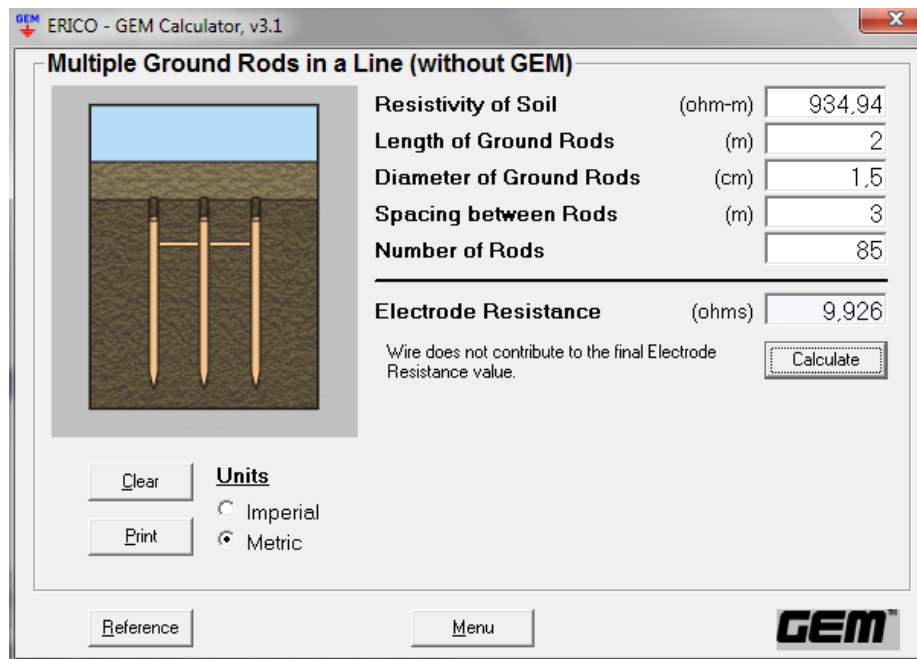 GEM ERICO - GEM Calculator, v3.1
Multiple Ground Rods in a Line (without GEM)
Resistivity of Soil (ohm-m) 934,94
Length of Ground Rods (m) 2
Diameter of Ground Rods (cm) 1,5
Spacing between Rods (m) 3
Number of Rods 85
Electrode Resistance (ohms) 9,926
Wire does not contribute to the final Electrode
Resistance value.
Calculate
Clear
Print
Units
Imperial
Metric
Reference
Menu
GEM™